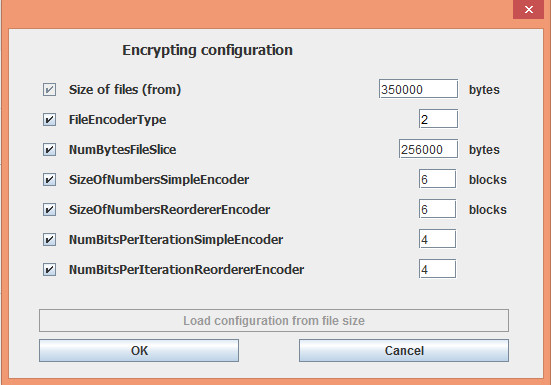 Encrypting configuration
Size of files (from) 350000 bytes
FileEncoderType 2
NumBytesFileSlice 256000 bytes
SizeOfNumbersSimpleEncoder 6 blocks
SizeOfNumbersReordererEncoder 6 blocks
NumBitsPerIterationSimpleEncoder 4
NumBitsPerIterationReordererEncoder 4
Load configuration from file size
OK Cancel